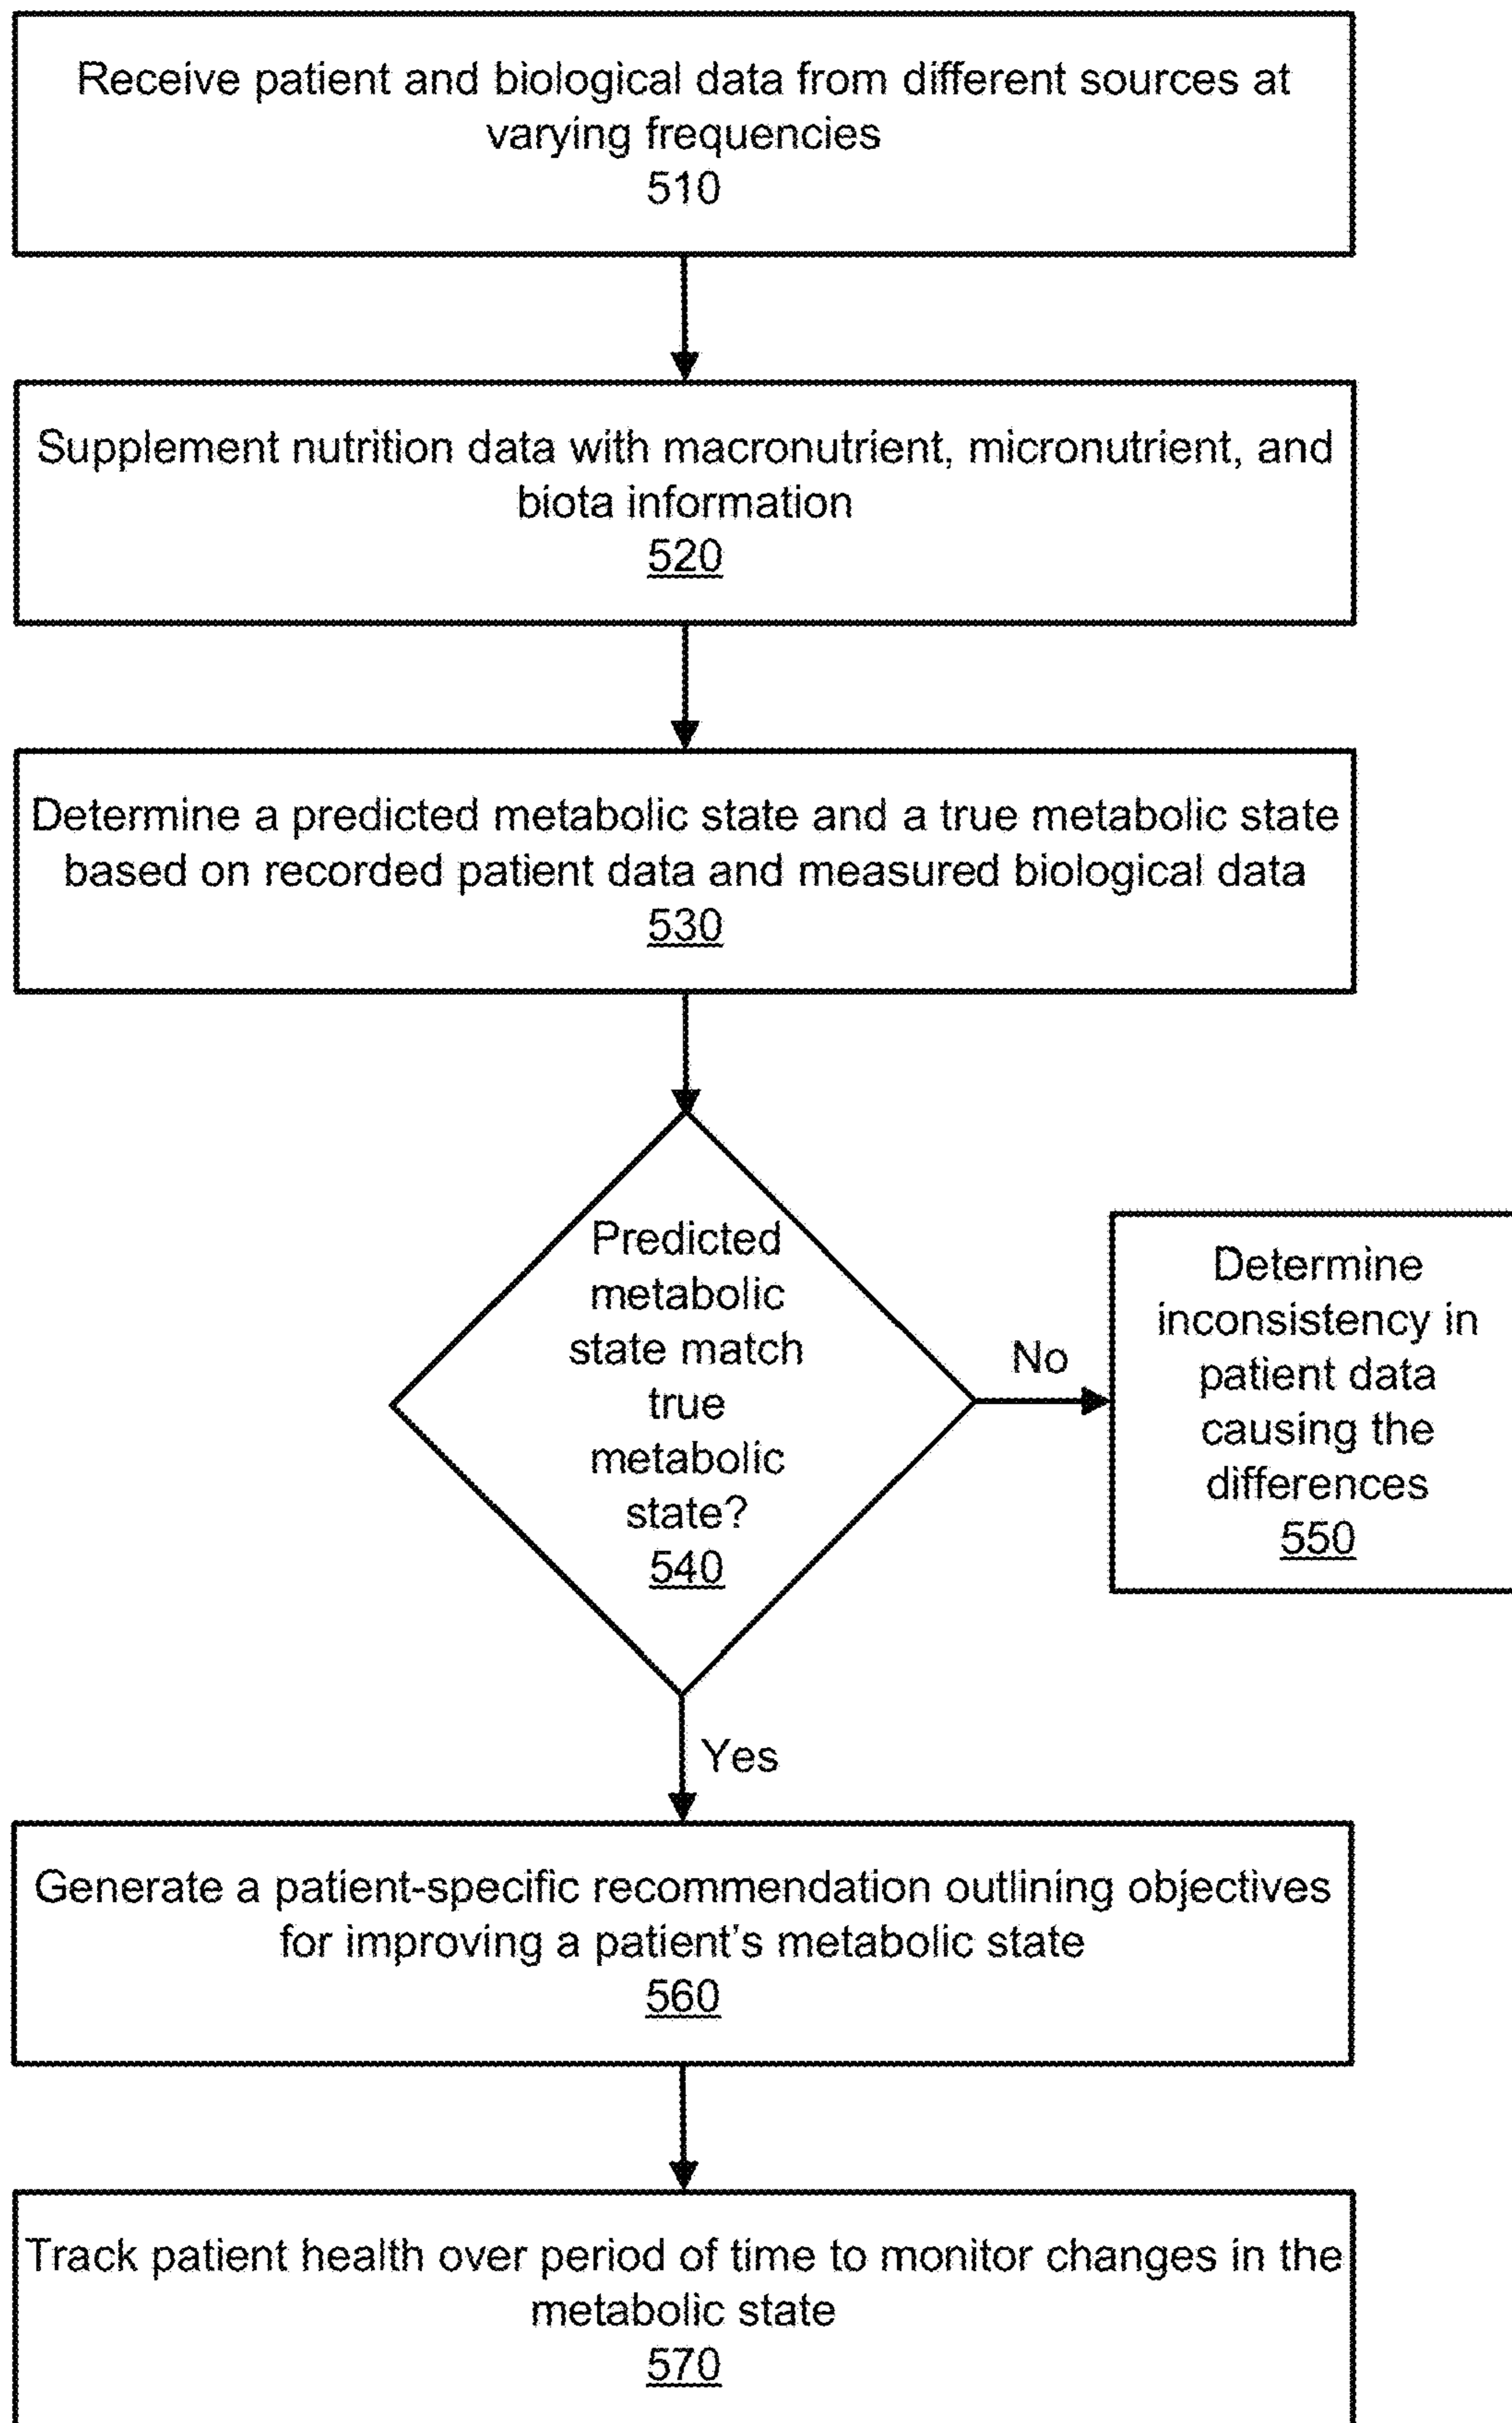 Receive patient and biological data from different sources at
varying frequencies
510
Supplement nutrition data with macronutrient, micronutrient, and
biota information
520
Determine a predicted metabolic state and a true metabolic state
based on recorded patient data and measured biological data
530
Predicted
metabolic
state match
true
metabolic
state?
540
No
Determine
inconsistency in
patient data
causing the
differences
550
Yes
Generate a patient-specific recommendation outlining objectives
for improving a patient's metabolic state
560
Track patient health over period of time to monitor changes in the
metabolic state
570